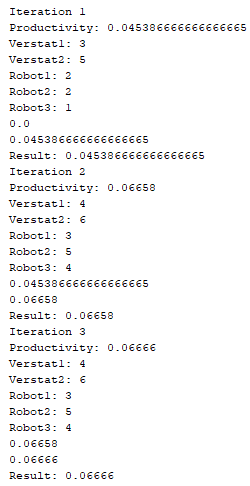 Iteration 1
Productivity: 0.045386666666666665
Verstat1: 3
Verstat2: 5
Robot1: 2
Robot2: 2
Robot3: 1
0.0
0.045386666666666665
Result: 0.045386666666666665
Iteration 2
Productivity: 0.06658
Verstat1: 4
Verstat2: 6
Robot1: 3
Robot2: 5
Robot3: 4
0.045386666666666665
0.06658
Result: 0.06658
Iteration 3
Productivity: 0.06666
Verstat1: 4
Verstat2: 6
Robot1: 3
Robot2: 5
Robot3: 4
0.06658
0.06666
Result: 0.06666